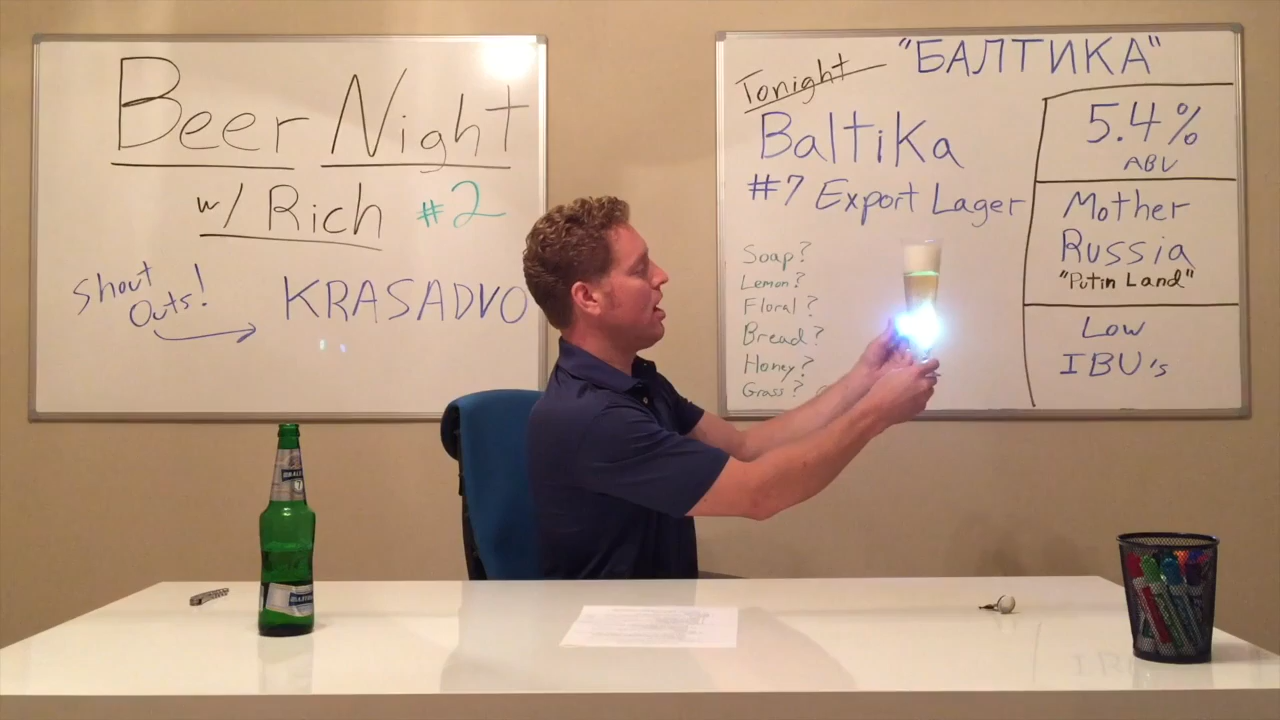 Beer Night
w/ Rich #2
Shout
Outs!
KRASADVO
Tonight
"БАЛТИКА"
Baltika
#7 Export Lager
Soap?
Lemon?
Floral?
Bread?
Honey?
Grass?
5.4%
ABV
Mother
Russia
"Putin Land"
Low
IBU's
7